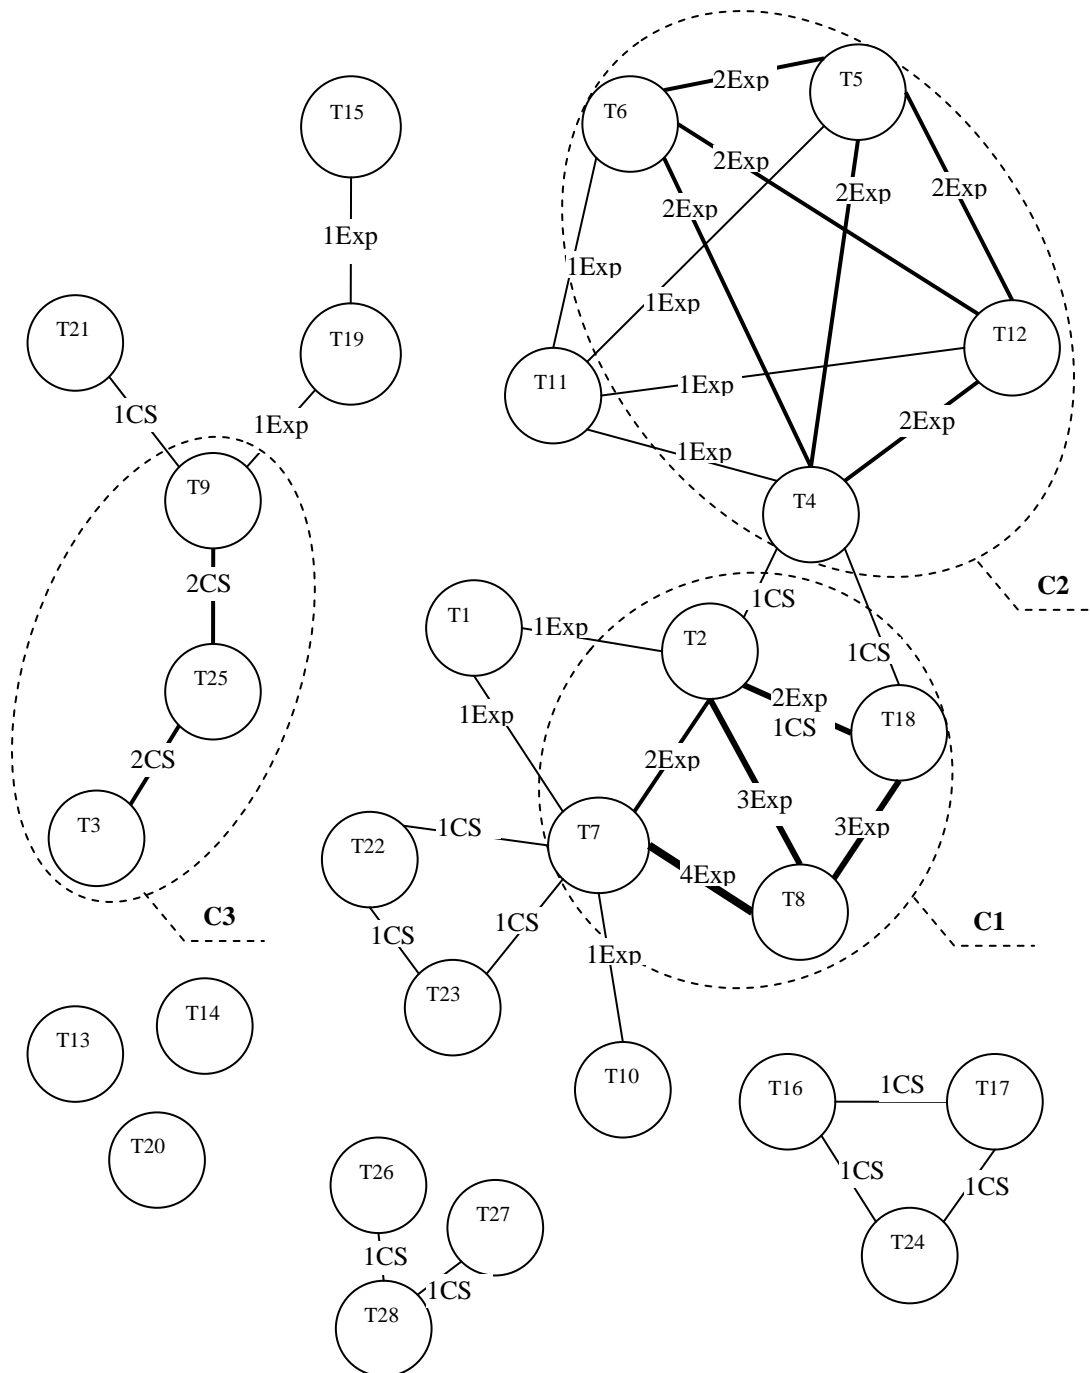 T5
2Exp
T6
T15
2Exp
2Exp
2Exp
2Exp
1Exp
1Exp
1Exp
T21
T19
T12
T11
1Exp
1CS
1Exp
2Exp
1Exp
T9
T4
2CS
C2
1CS
T1
1Exp
T2
1CS
T25
2Exp
1Exp
T18
1CS
2CS
2Exp
3Exp
T3
T7
1CS
3Exp
T22
4Exp
T8
C3
1CS
1CS
C1
1Exp
T23
T14
T13
T10
T16
1CS
T17
T20
T26
1CS
1CS
T27
T24
1CS
1CS
T28